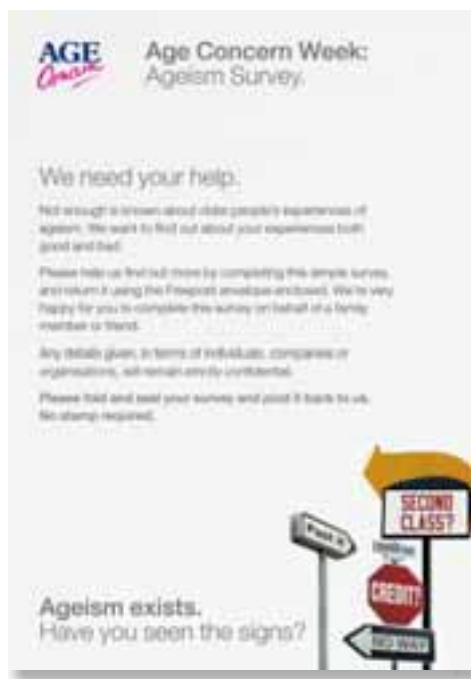 AGE
Concern
Age Concern Week:
Ageism Survey.
We need your help.
Not enough is known about older people's experiences of
ageism. We want to find out about your experiences both
good and bad.
Please help us find out more by completing this simple survey,
and return it using the Freepost envelope enclosed. We're very
happy for you to complete this survey on behalf of a family
member or friend.
Any details given, in terms of individuals, companies or
organisations, will remain strictly confidential.
Please fold and seal your survey and post it back to us.
No stamp required.
SECOND
CLASS?
Past it
CREDIT?
NO WAY
Ageism exists.
Have you seen the signs?